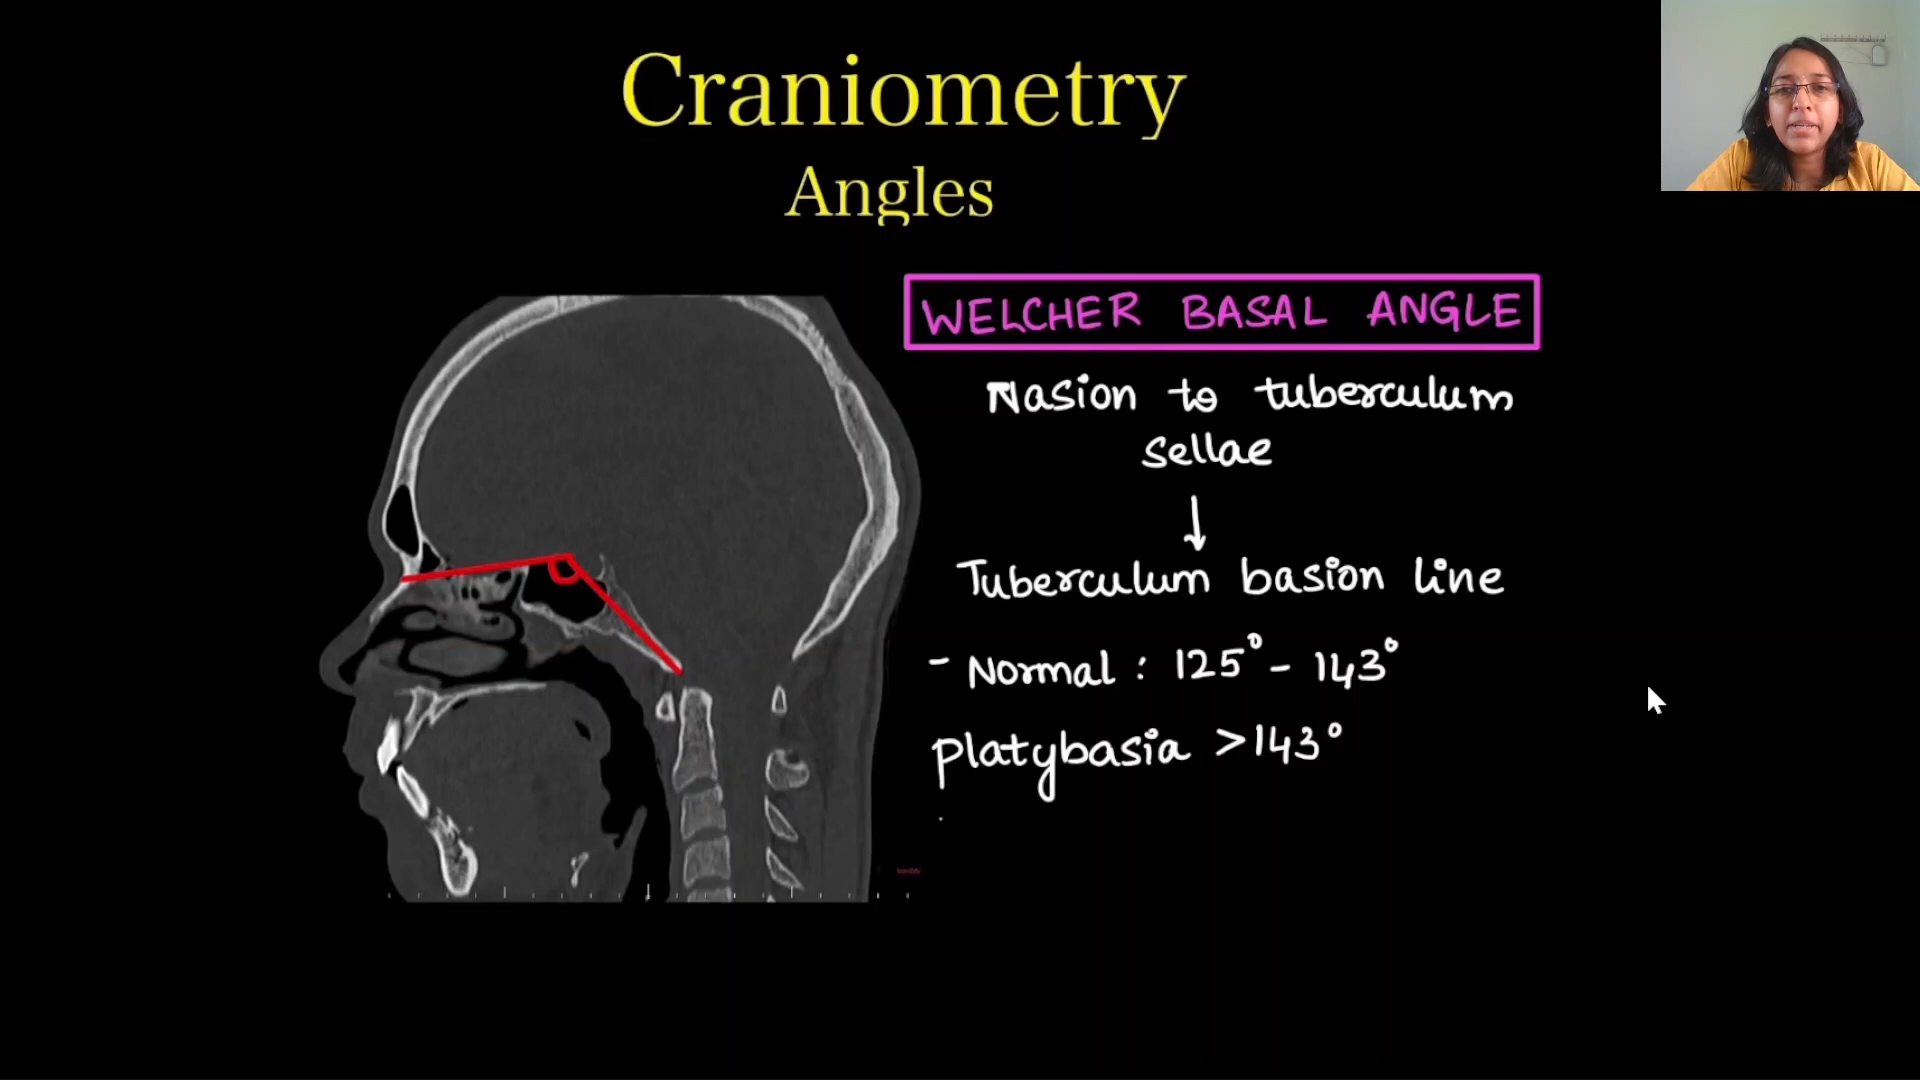 Craniometry
Angles
WELCHER BASAL ANGLE
Nasion to tuberculum
sellae
↓
Tuberculum basion line
- Normal : 125° - 143°
platybasia >143°